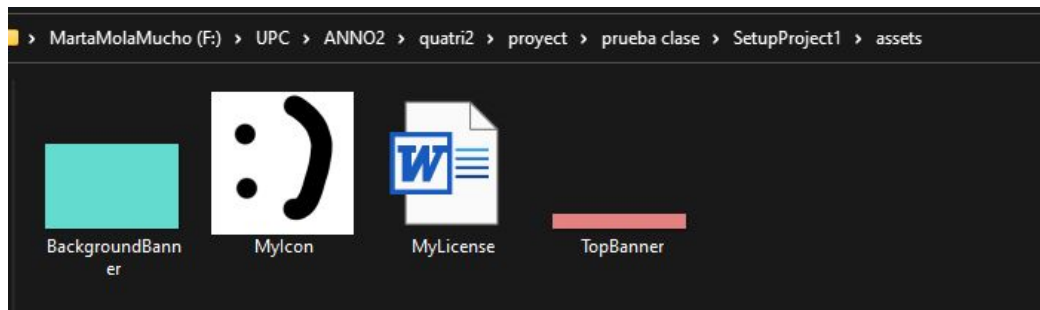 › MartaMolaMucho (F:) › UPC › ANNO2 › quatri2 › proyect › prueba clase › SetupProject1 › assets
:)
W
BackgroundBann
er
MyIcon
MyLicense
TopBanner